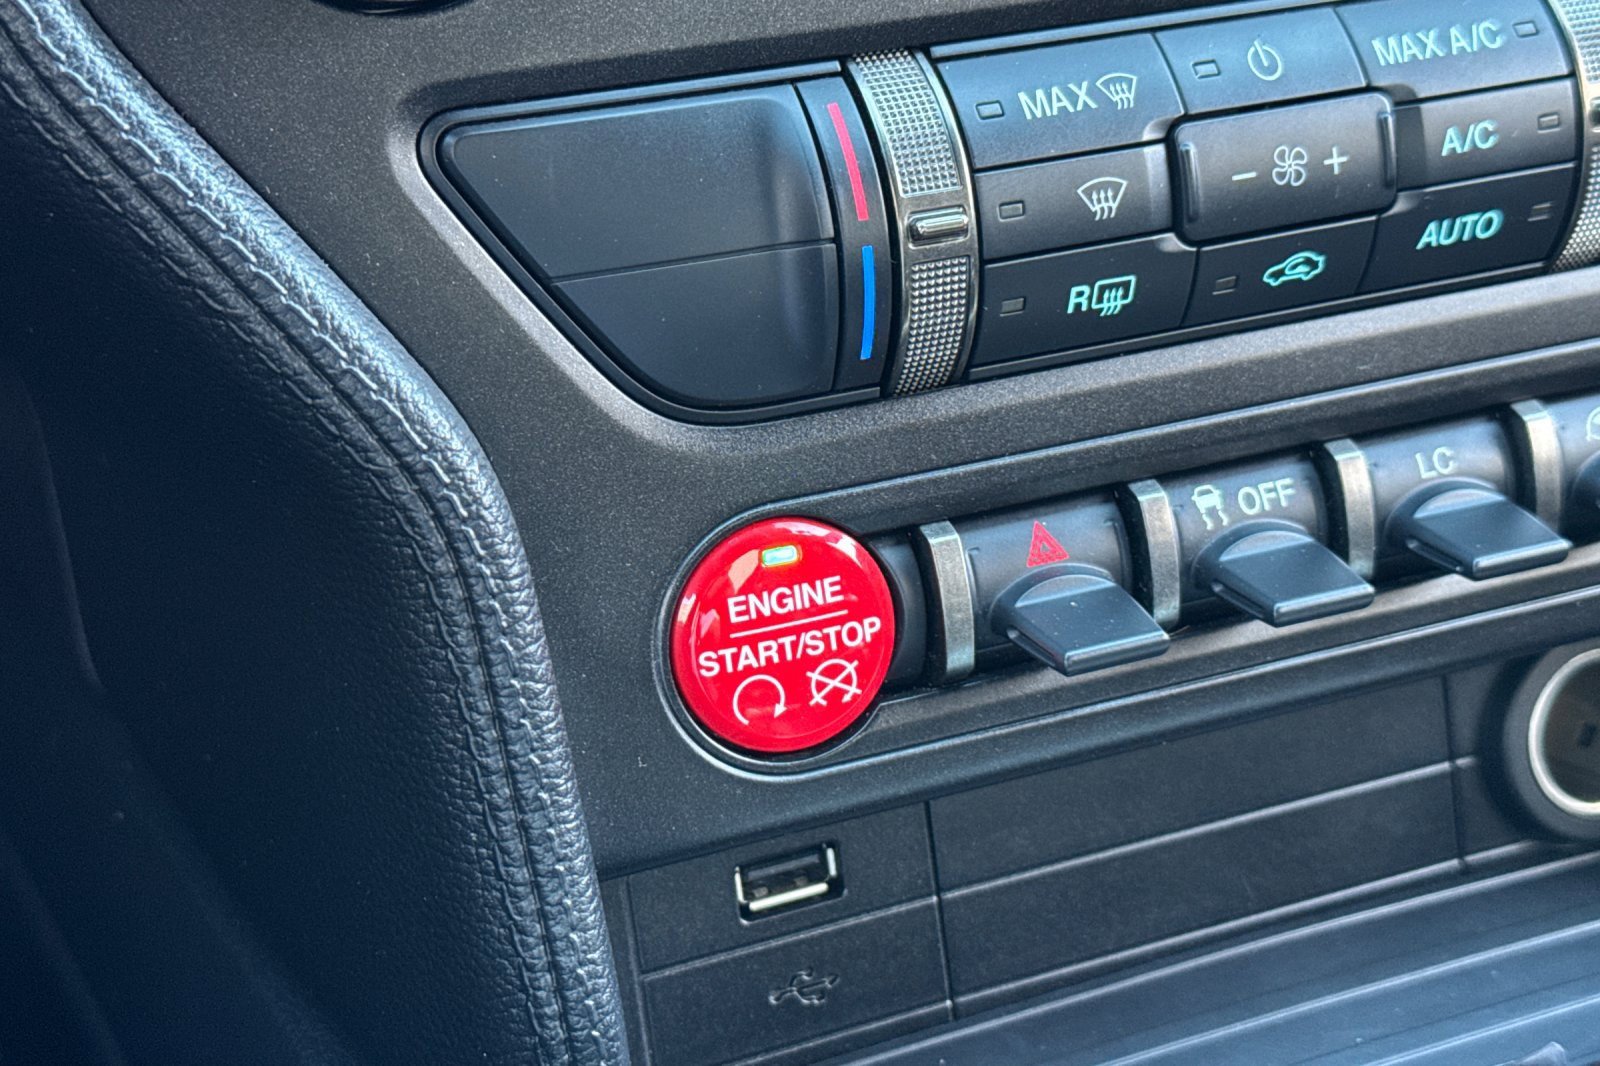 MAX
MAX A/C
- +
A/C
R
AUTO
OFF
LC
ENGINE
START/STOP